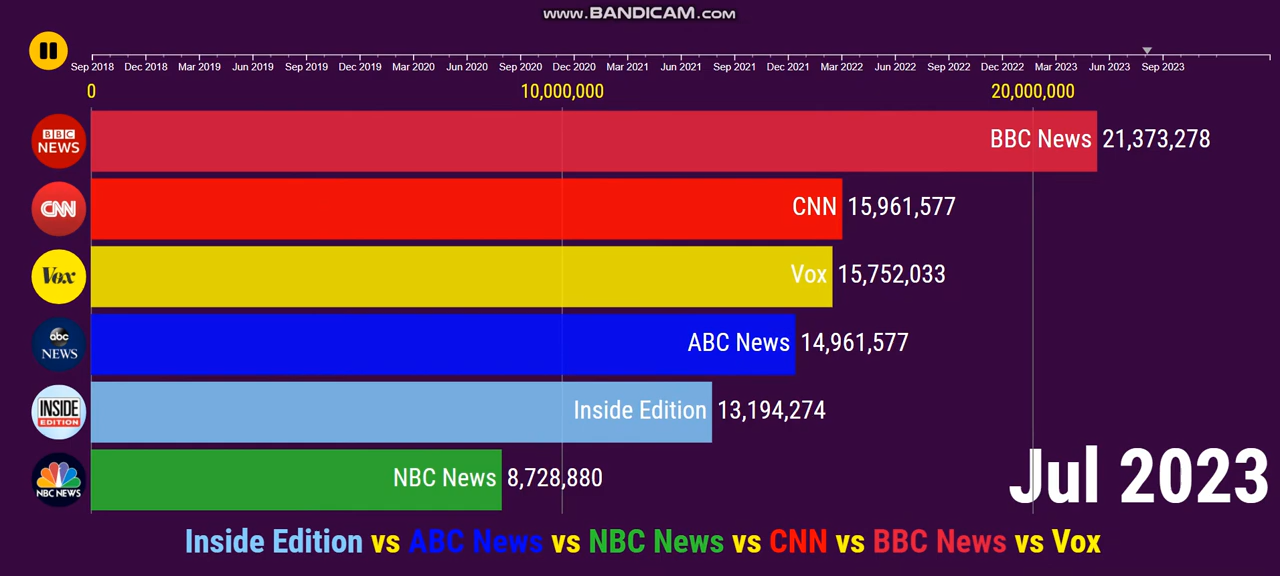 www.BANDICAM.com
Sep 2018 Dec 2018 Mar 2019 Jun 2019 Sep 2019 Dec 2019 Mar 2020 Jun 2020 Sep 2020 Dec 2020 Mar 2021 Jun 2021 Sep 2021 Dec 2021 Mar 2022 Jun 2022 Sep 2022 Dec 2022 Mar 2023 Jun 2023 Sep 2023
0 10,000,000 20,000,000
BBC
NEWS
BBC News 21,373,278
CNN
CNN 15,961,577
Vox
Vox 15,752,033
abc
NEWS
ABC News 14,961,577
INSIDE
EDITION
Inside Edition 13,194,274
NBC NEWS
NBC News 8,728,880
Jul 2023
Inside Edition vs ABC News vs NBC News vs CNN vs BBC News vs Vox